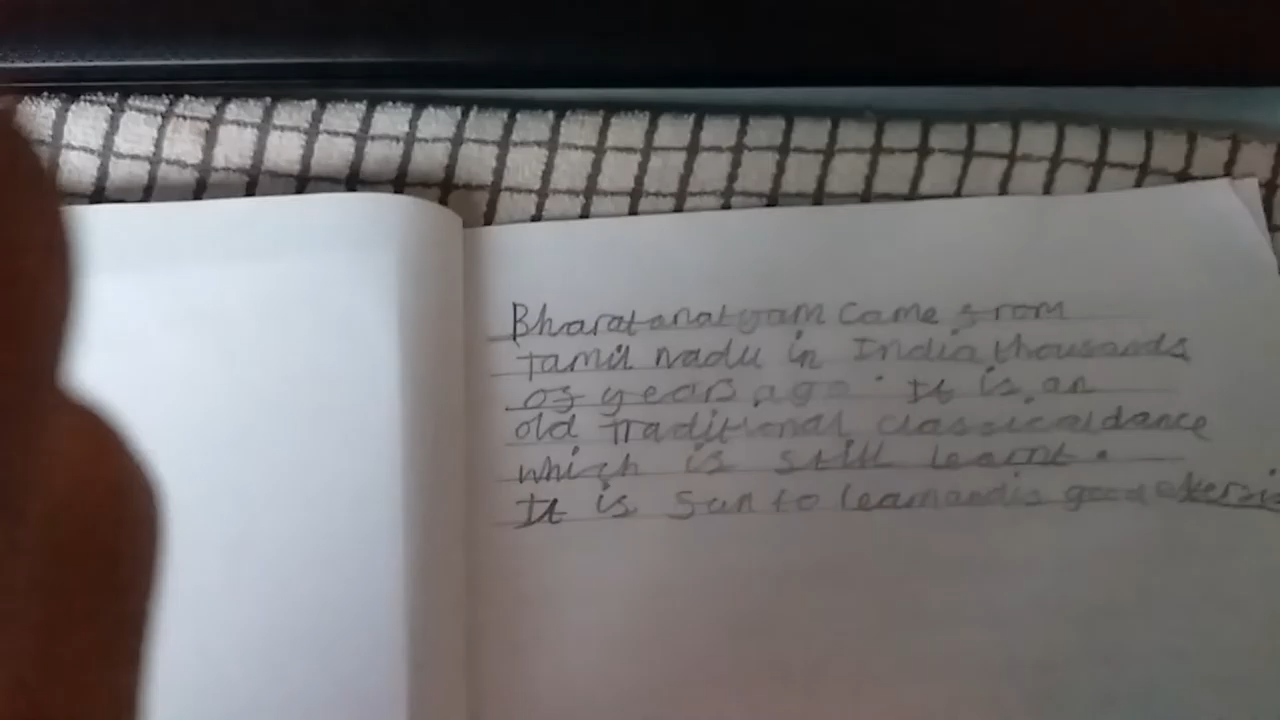 Bharatanatyam came from
Tamil nadu in India thousands
of years ago. It is an
old traditional classical dance
which is still learnt.
It is fun to learn and is good